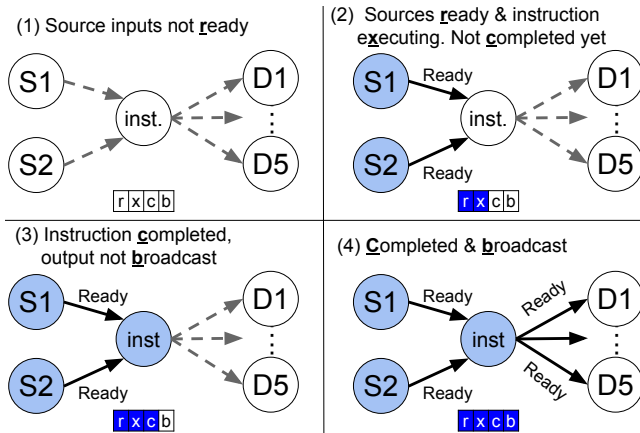 (1) Source inputs not ready
S1
S2
inst.
D1
⋮
D5
r x c b
(2) Sources ready & instruction
executing. Not completed yet
S1
Ready
S2
Ready
inst.
D1
⋮
D5
r x c b
(3) Instruction completed,
output not broadcast
S1
Ready
S2
Ready
inst
D1
⋮
D5
r x c b
(4) Completed & broadcast
S1
Ready
S2
Ready
inst
Ready
Ready
D1
⋮
D5
r x c b